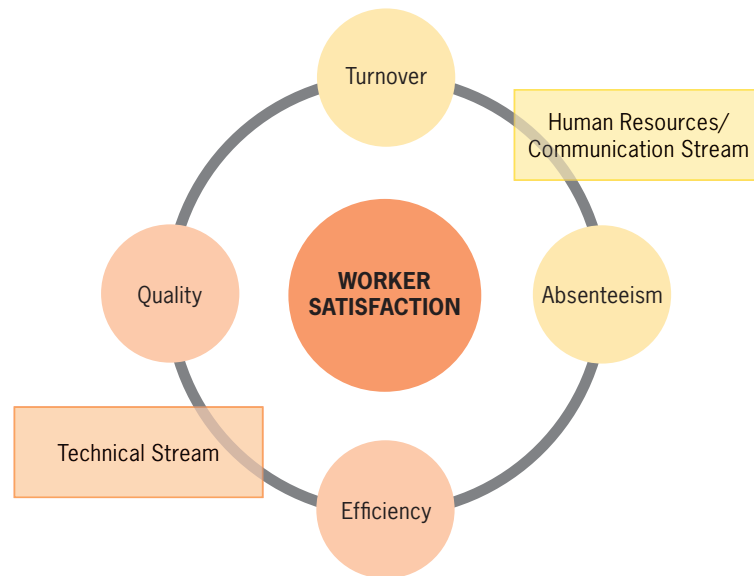 Turnover
Human Resources/
Communication Stream
Quality
WORKER
SATISFACTION
Absenteeism
Technical Stream
Efficiency